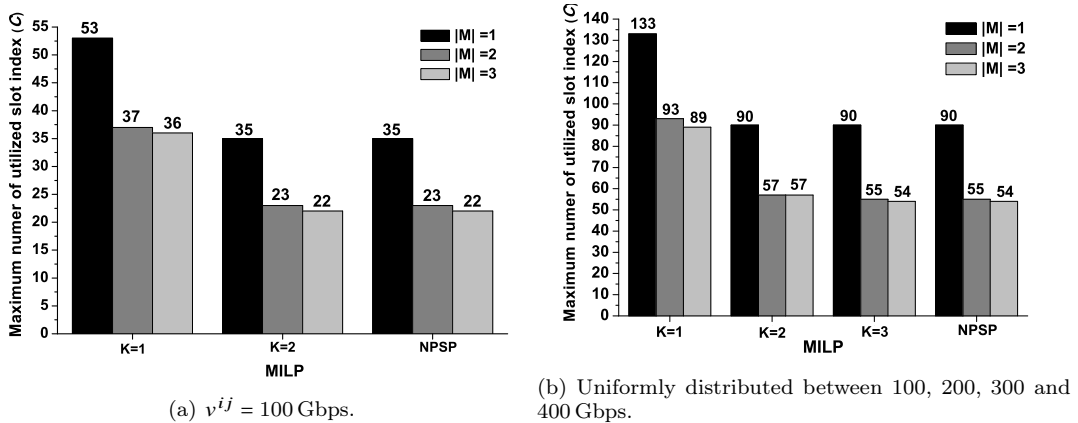 Maximum numer of utilized slot index (C)
55
50
45
40
35
30
25
20
15
10
5
0
53
37
36
35
23
22
35
23
22
|M| =1
|M| =2
|M| =3
K=1
K=2
NPSP
MILP
(a) v^{ij} = 100 Gbps.
Maximum numer of utilized slot index (C)
140
130
120
110
100
90
80
70
60
50
40
30
20
10
0
133
93
89
90
57
57
90
55
54
90
55
54
|M| =1
|M| =2
|M| =3
K=1
K=2
K=3
NPSP
MILP
(b) Uniformly distributed between 100, 200, 300 and
400 Gbps.